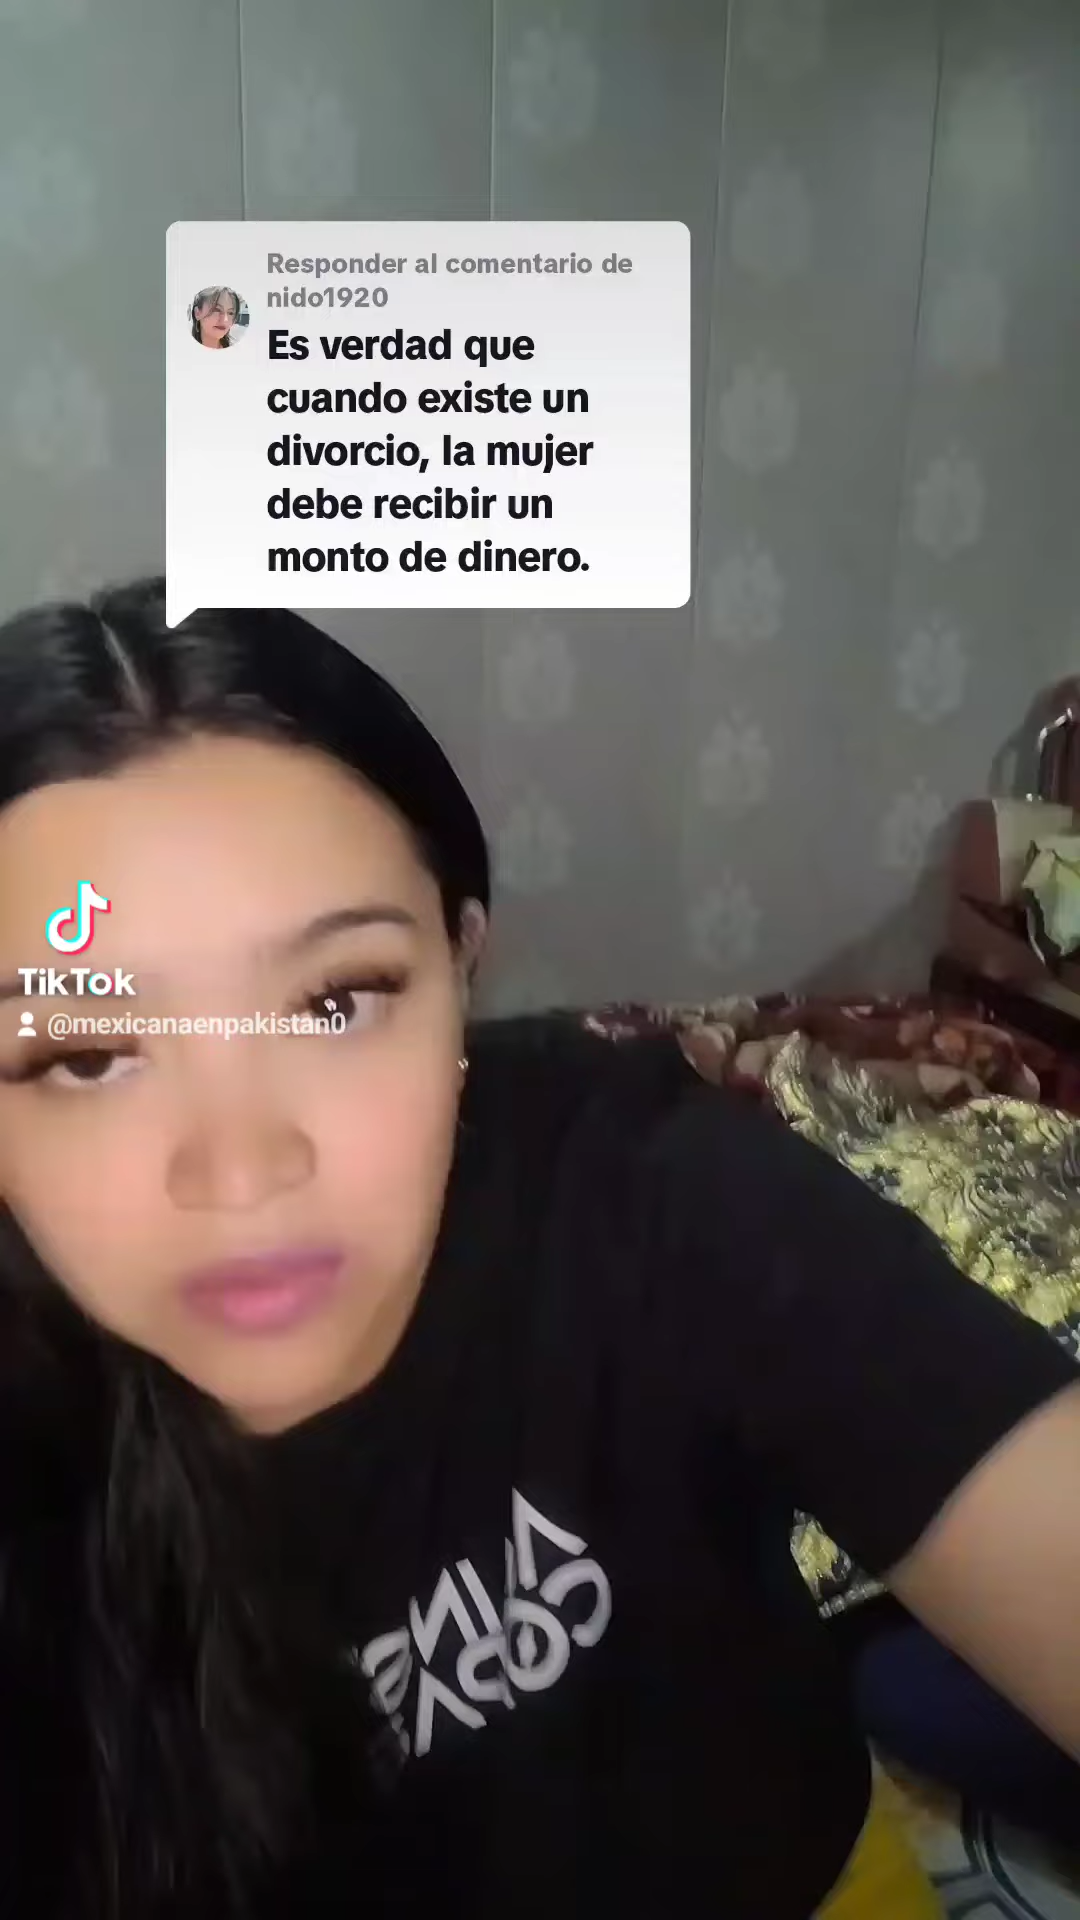 Responder al comentario de
nido1920
Es verdad que
cuando existe un
divorcio, la mujer
debe recibir un
monto de dinero.
TikTok
@mexicanaenpakistan0